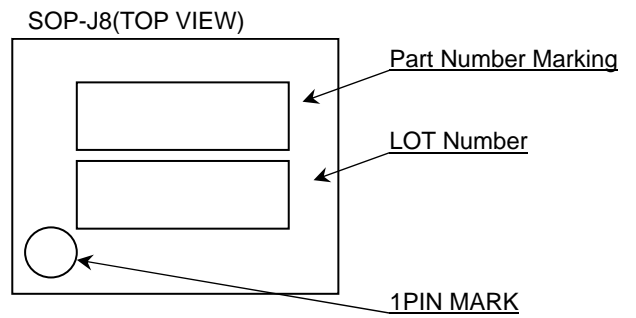 SOP-J8(TOP VIEW)
Part Number Marking
LOT Number
1PIN MARK